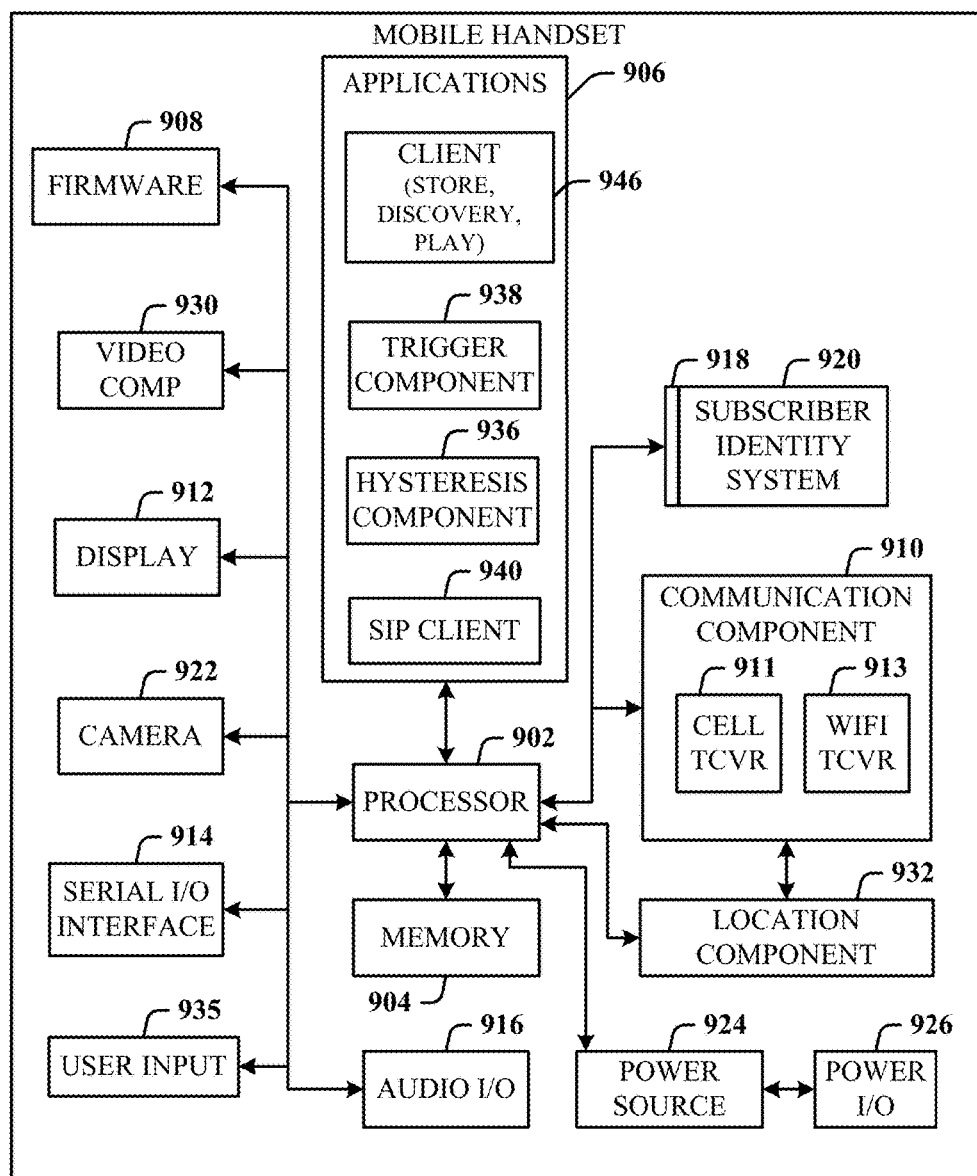 MOBILE HANDSET
APPLICATIONS
906
CLIENT
(STORE,
DISCOVERY,
PLAY)
946
938
TRIGGER
COMPONENT
936
HYSTERESIS
COMPONENT
940
SIP CLIENT
908
FIRMWARE
930
VIDEO
COMP
912
DISPLAY
922
CAMERA
914
SERIAL I/O
INTERFACE
935
USER INPUT
902
PROCESSOR
MEMORY
904
916
AUDIO I/O
918
920
SUBSCRIBER
IDENTITY
SYSTEM
910
COMMUNICATION
COMPONENT
911
CELL
TCVR
913
WIFI
TCVR
932
LOCATION
COMPONENT
924
POWER
SOURCE
926
POWER
I/O